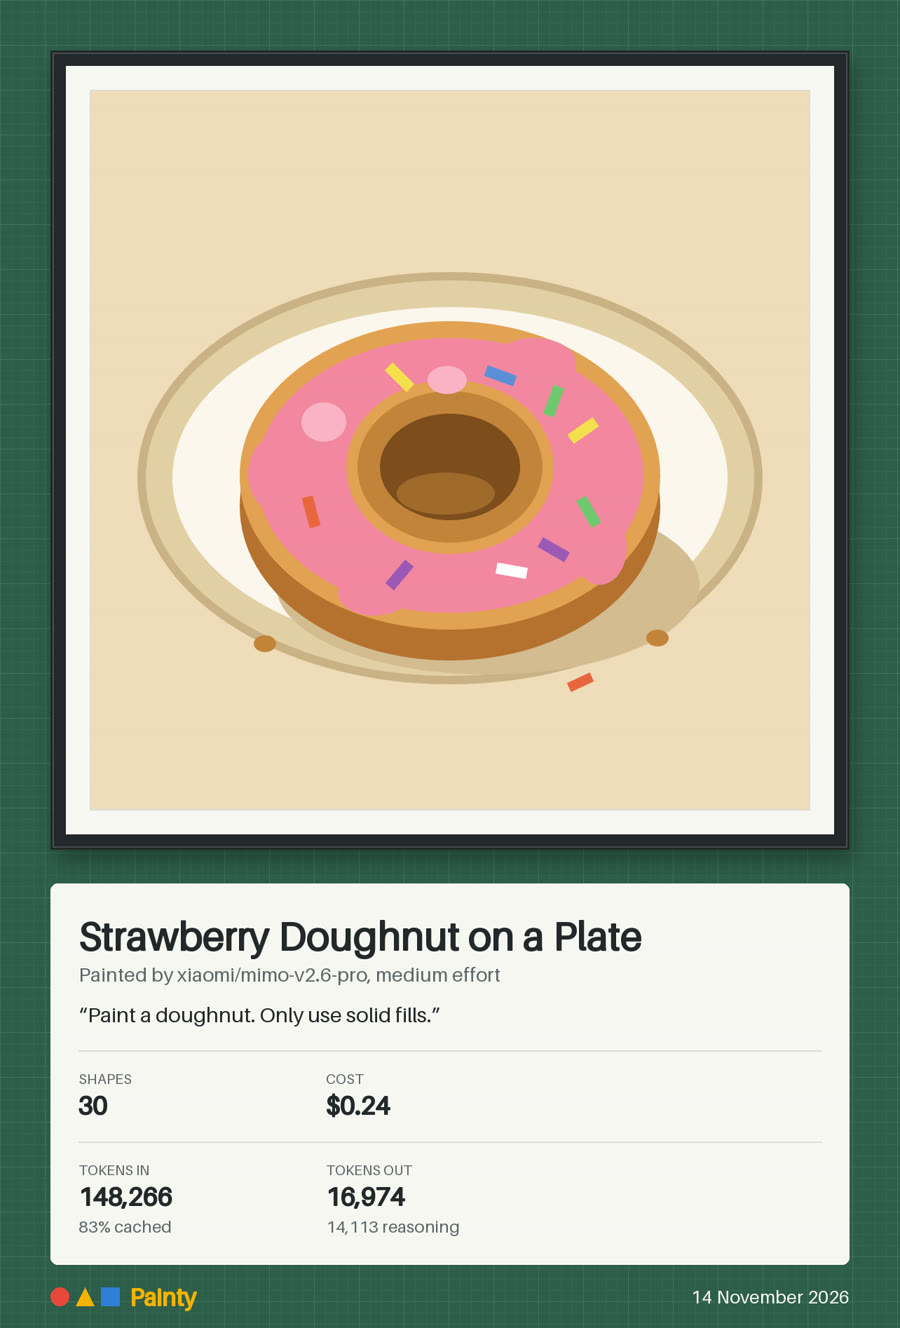 Strawberry Doughnut on a Plate
Painted by xiaomi/mimo-v2.6-pro, medium effort
“Paint a doughnut. Only use solid fills.”
SHAPES COST
30 $0.24
TOKENS IN TOKENS OUT
148,266 16,974
83% cached 14,113 reasoning
Painty 14 November 2026